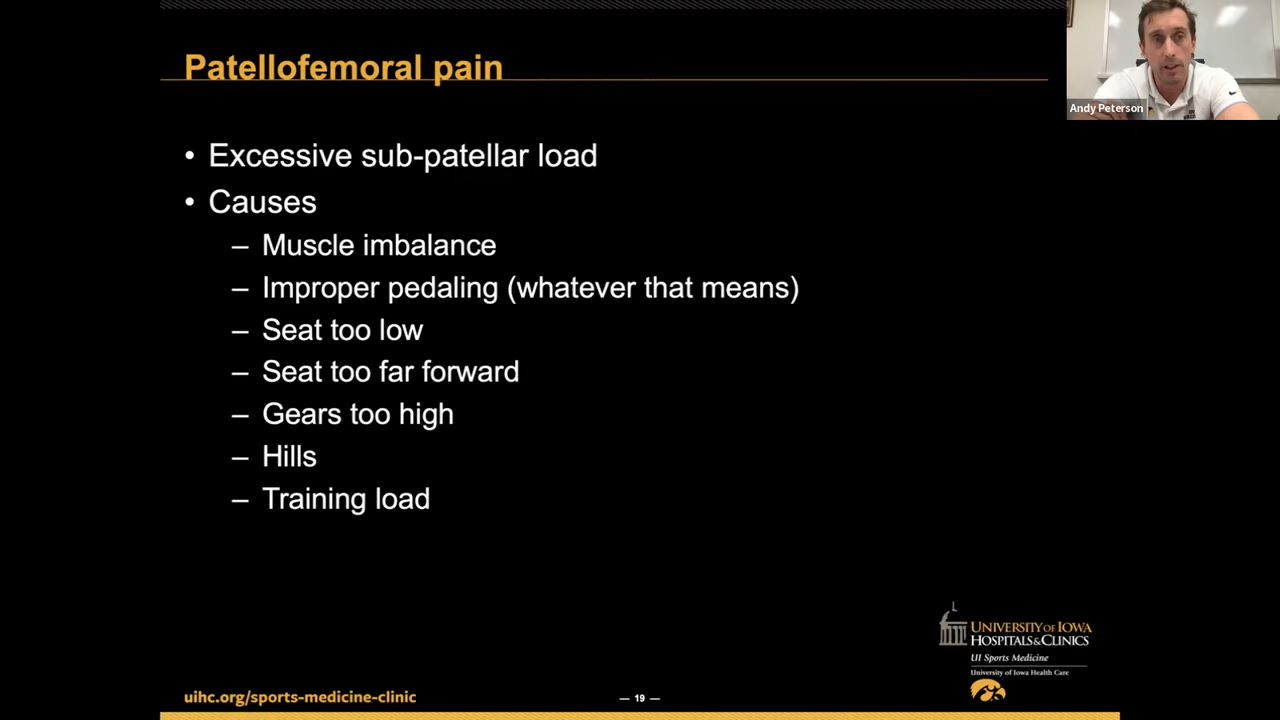 Patellofemoral pain
Andy Peterson
• Excessive sub-patellar load
• Causes
– Muscle imbalance
– Improper pedaling (whatever that means)
– Seat too low
– Seat too far forward
– Gears too high
– Hills
– Training load
UNIVERSITY OF IOWA
HOSPITALS & CLINICS
UI Sports Medicine
University of Iowa Health Care
uihc.org/sports-medicine-clinic
— 19 —